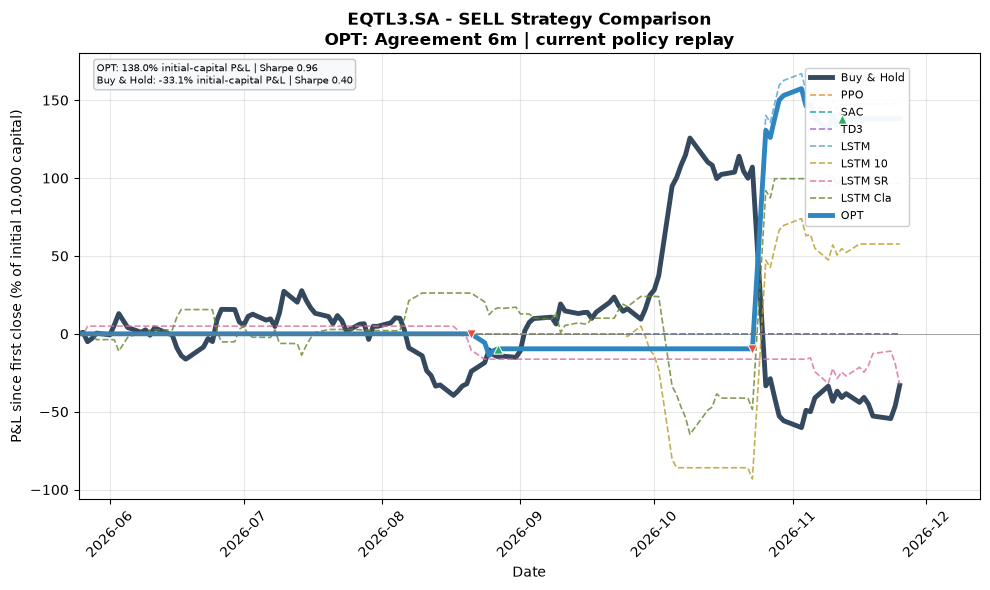 EQTL3.SA - SELL Strategy Comparison
OPT: Agreement 6m | current policy replay
OPT: 138.0% initial-capital P&L | Sharpe 0.96
Buy & Hold: -33.1% initial-capital P&L | Sharpe 0.40
Buy & Hold
PPO
SAC
TD3
LSTM
LSTM 10
LSTM SR
LSTM Cla
OPT
P&L since first close (% of initial 10,000 capital)
150
100
50
0
−50
−100
2026-06
2026-07
2026-08
2026-09
2026-10
2026-11
2026-12
Date